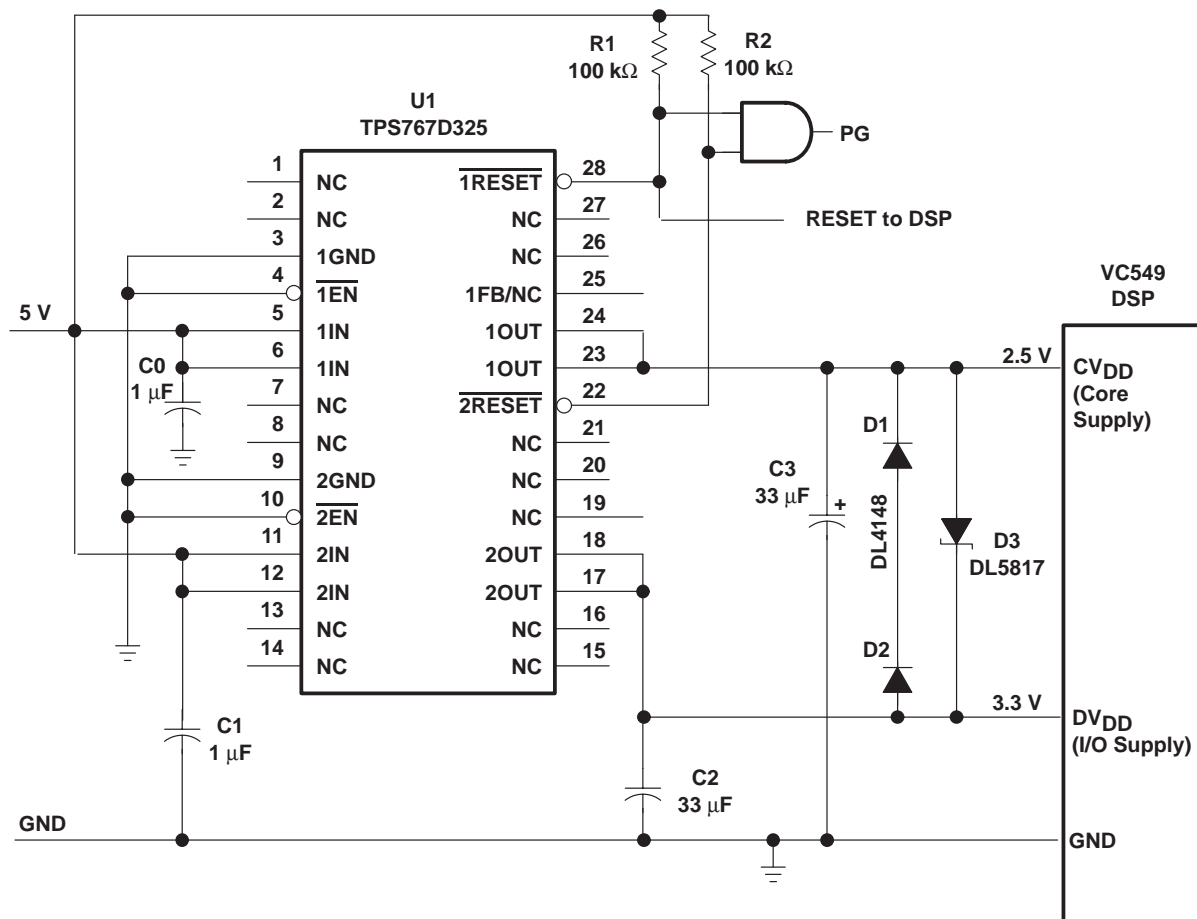 R1
100 kΩ
R2
100 kΩ
U1
TPS767D325
PG
1
NC
2
NC
3
1GND
4
1EN
5
1IN
6
1IN
7
NC
8
NC
9
2GND
10
2EN
11
2IN
12
2IN
13
NC
14
NC
1RESET
28
NC
27
NC
26
1FB/NC
25
1OUT
24
1OUT
23
2RESET
22
NC
21
NC
20
NC
19
2OUT
18
2OUT
17
NC
16
NC
15
RESET to DSP
5 V
C0
1 μF
C1
1 μF
GND
VC549
DSP
2.5 V
CVDD
(Core
Supply)
D1
C3
33 μF
+
DL4148
D3
DL5817
D2
3.3 V
DVDD
(I/O Supply)
C2
33 μF
GND